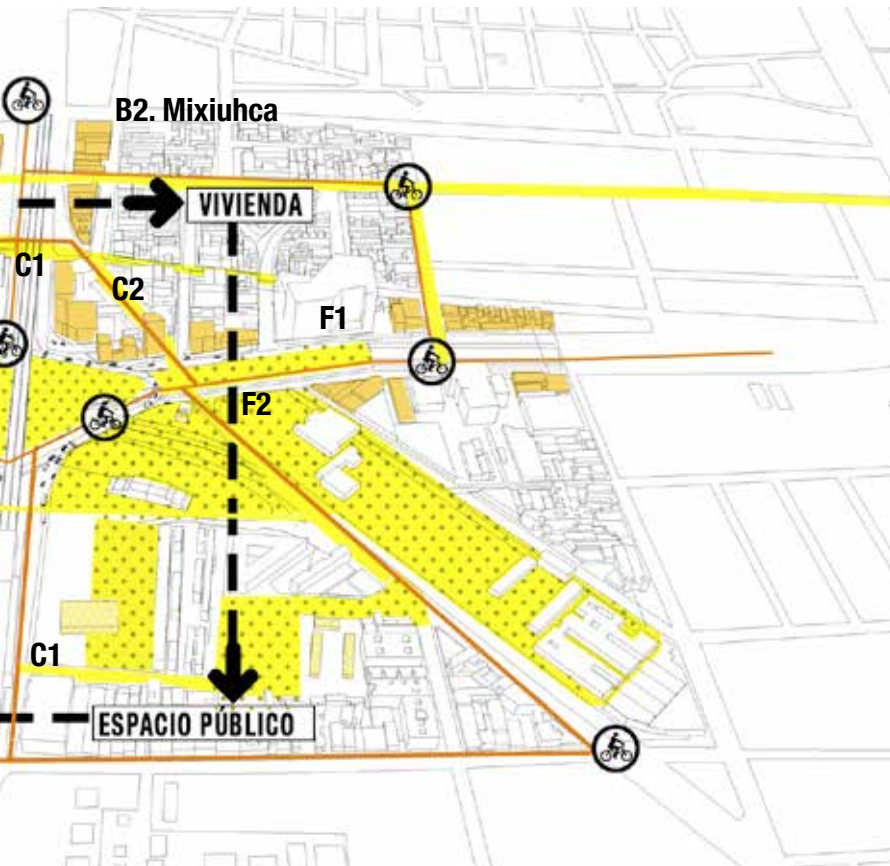 B2. Mixiuhca
VIVIENDA
C1
C2
F1
F2
C1
ESPACIO PÚBLICO